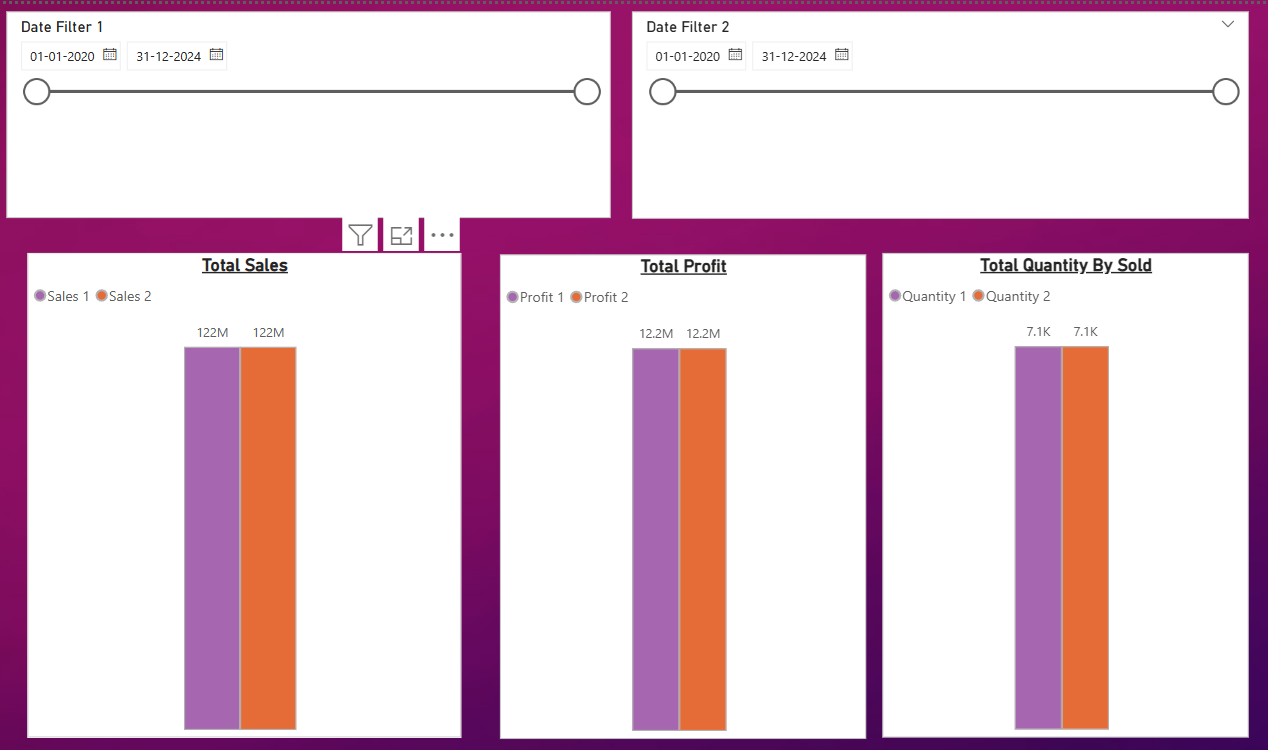 Date Filter 1
01-01-2020 31-12-2024
Date Filter 2
01-01-2020 31-12-2024
Total Sales
Sales 1 Sales 2
122M 122M
Total Profit
Profit 1 Profit 2
12.2M 12.2M
Total Quantity By Sold
Quantity 1 Quantity 2
7.1K 7.1K